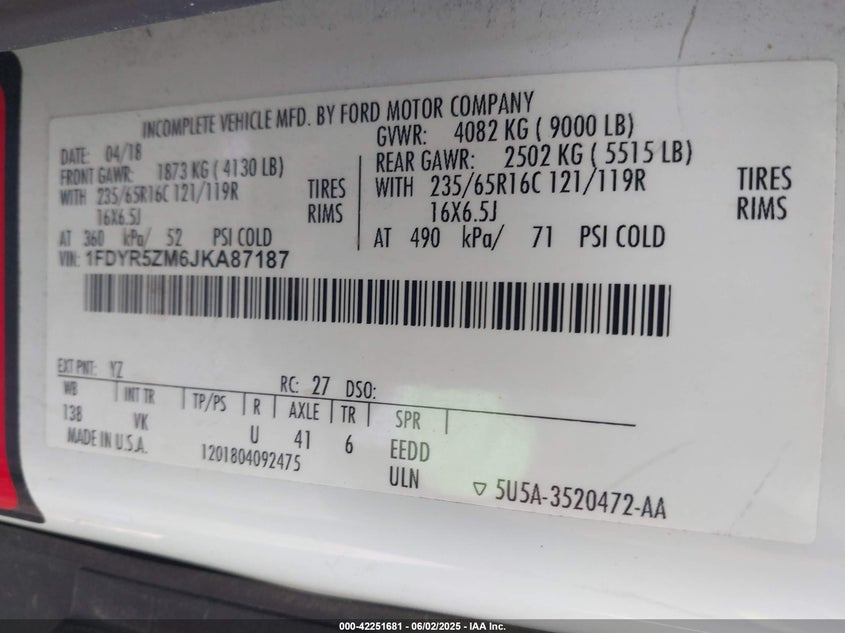 INCOMPLETE VEHICLE MFD. BY FORD MOTOR COMPANY
DATE: 04/18 GVWR: 4082 KG ( 9000 LB)
FRONT GAWR: 1873 KG ( 4130 LB) REAR GAWR: 2502 KG ( 5515 LB)
WITH 235/65R16C 121/119R TIRES WITH 235/65R16C 121/119R TIRES
16X6.5J RIMS 16X6.5J RIMS
AT 360 kPa/ 52 PSI COLD AT 490 kPa/ 71 PSI COLD
VIN: 1FDYR5ZM6JKA87187
EXT PNT: YZ RC: 27 DSO:
WB INT TR TP/PS R AXLE TR SPR
138 VK U 41 6 EEDD
MADE IN U.S.A. 1201804092475 ULN
▽ 5U5A-3520472-AA
000-42251681 - 06/02/2025 - IAA Inc.